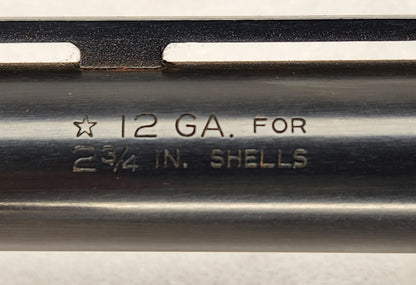 ☆ 12 GA. FOR
2¾ IN. SHELLS